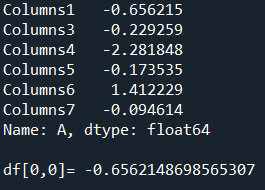 Columns1   -0.656215
Columns3   -0.229259
Columns4   -2.281848
Columns5   -0.173535
Columns6    1.412229
Columns7   -0.094614
Name: A, dtype: float64
df[0,0]= -0.6562148698565307